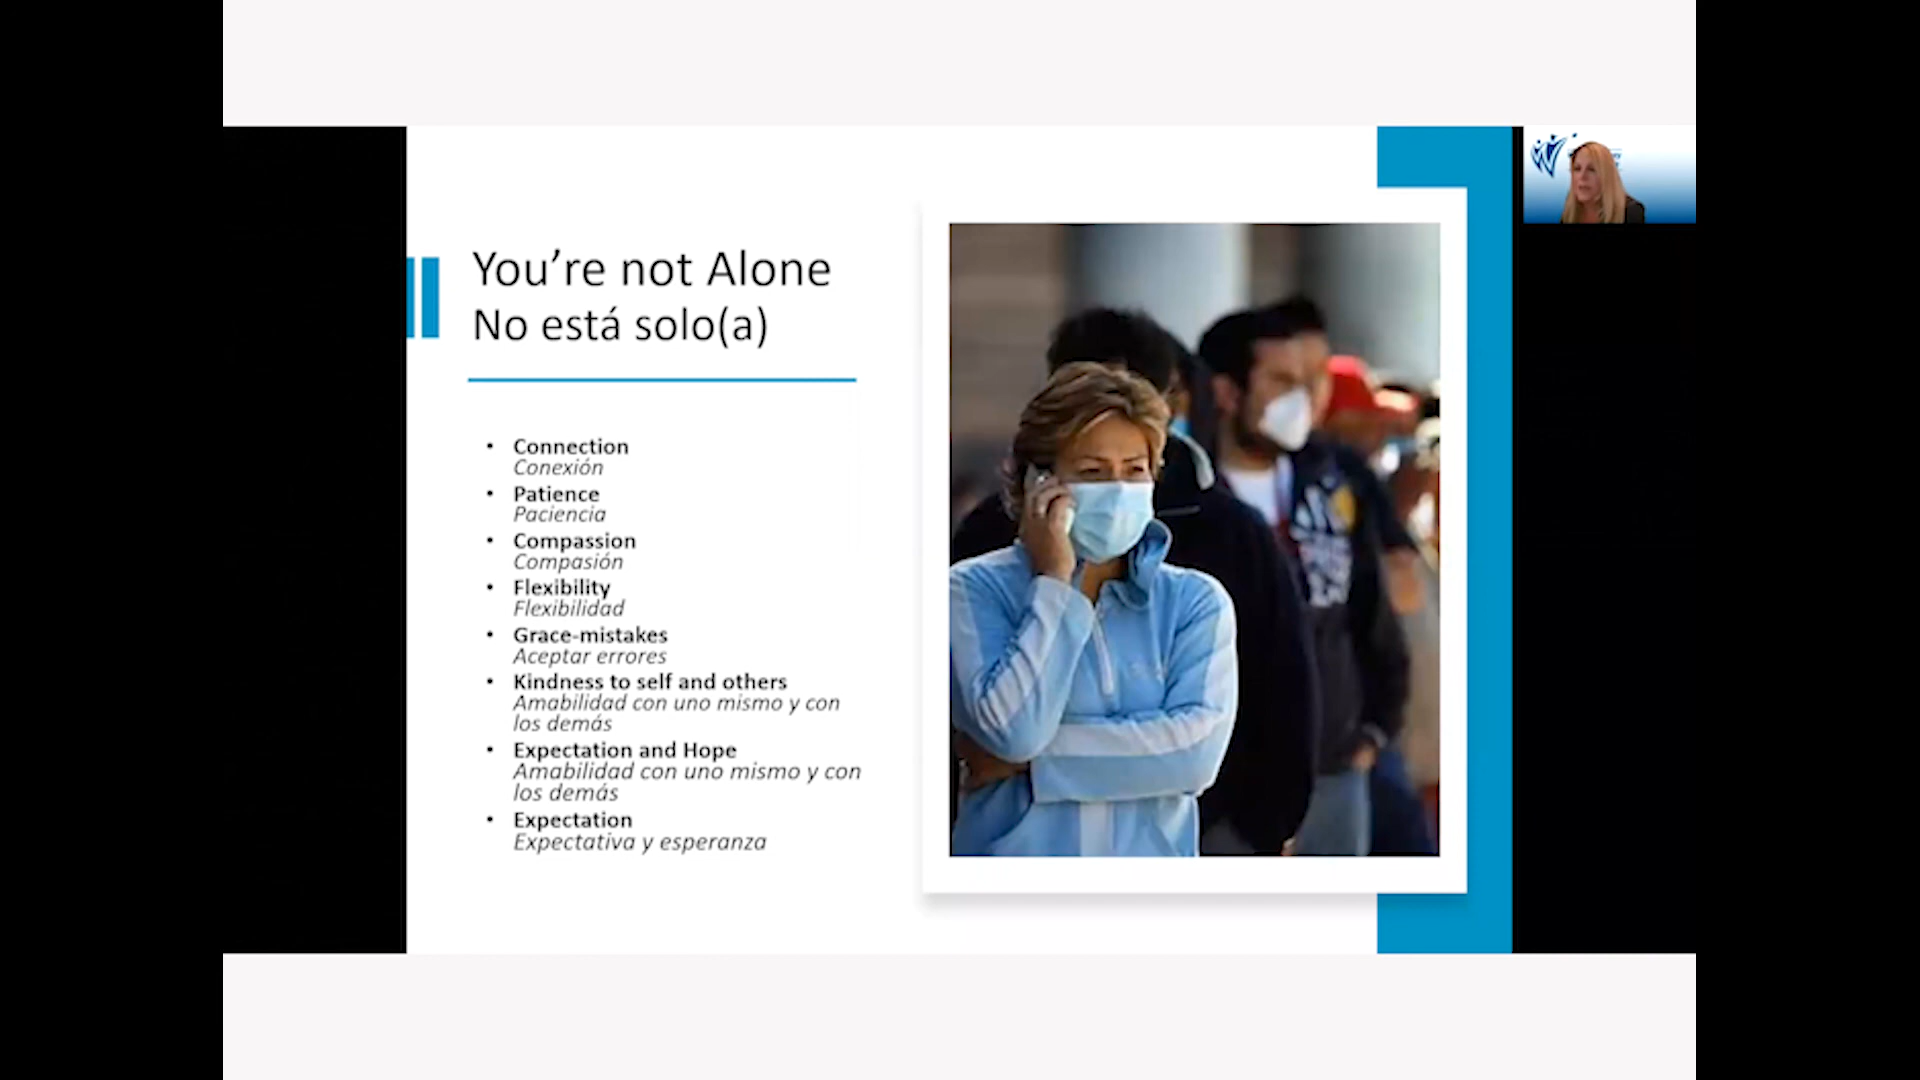 You're not Alone
No está solo(a)
• Connection
Conexión
• Patience
Paciencia
• Compassion
Compasión
• Flexibility
Flexibilidad
• Grace-mistakes
Aceptar errores
• Kindness to self and others
Amabilidad con uno mismo y con
los demás
• Expectation and Hope
Amabilidad con uno mismo y con
los demás
• Expectation
Expectativa y esperanza